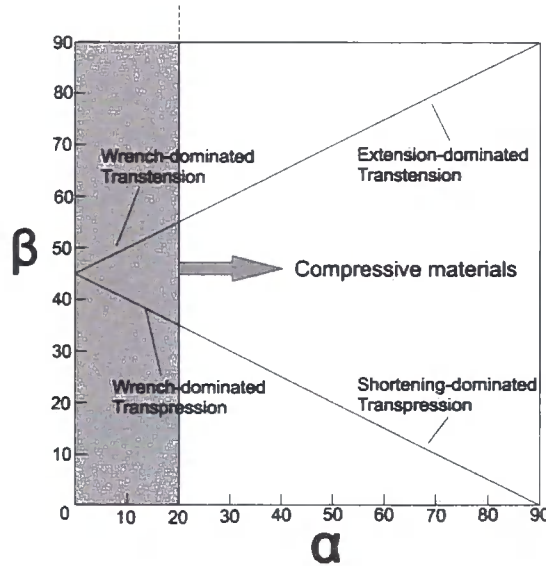 90
80
70
Wrench-dominated
Transtension
Extension-dominated
Transtension
60
50
β
Compressive materials
40
30
Wrench-dominated
Transpression
Shortening-dominated
Transpression
20
10
0
10 20 30 40 50 60 70 80 90
α